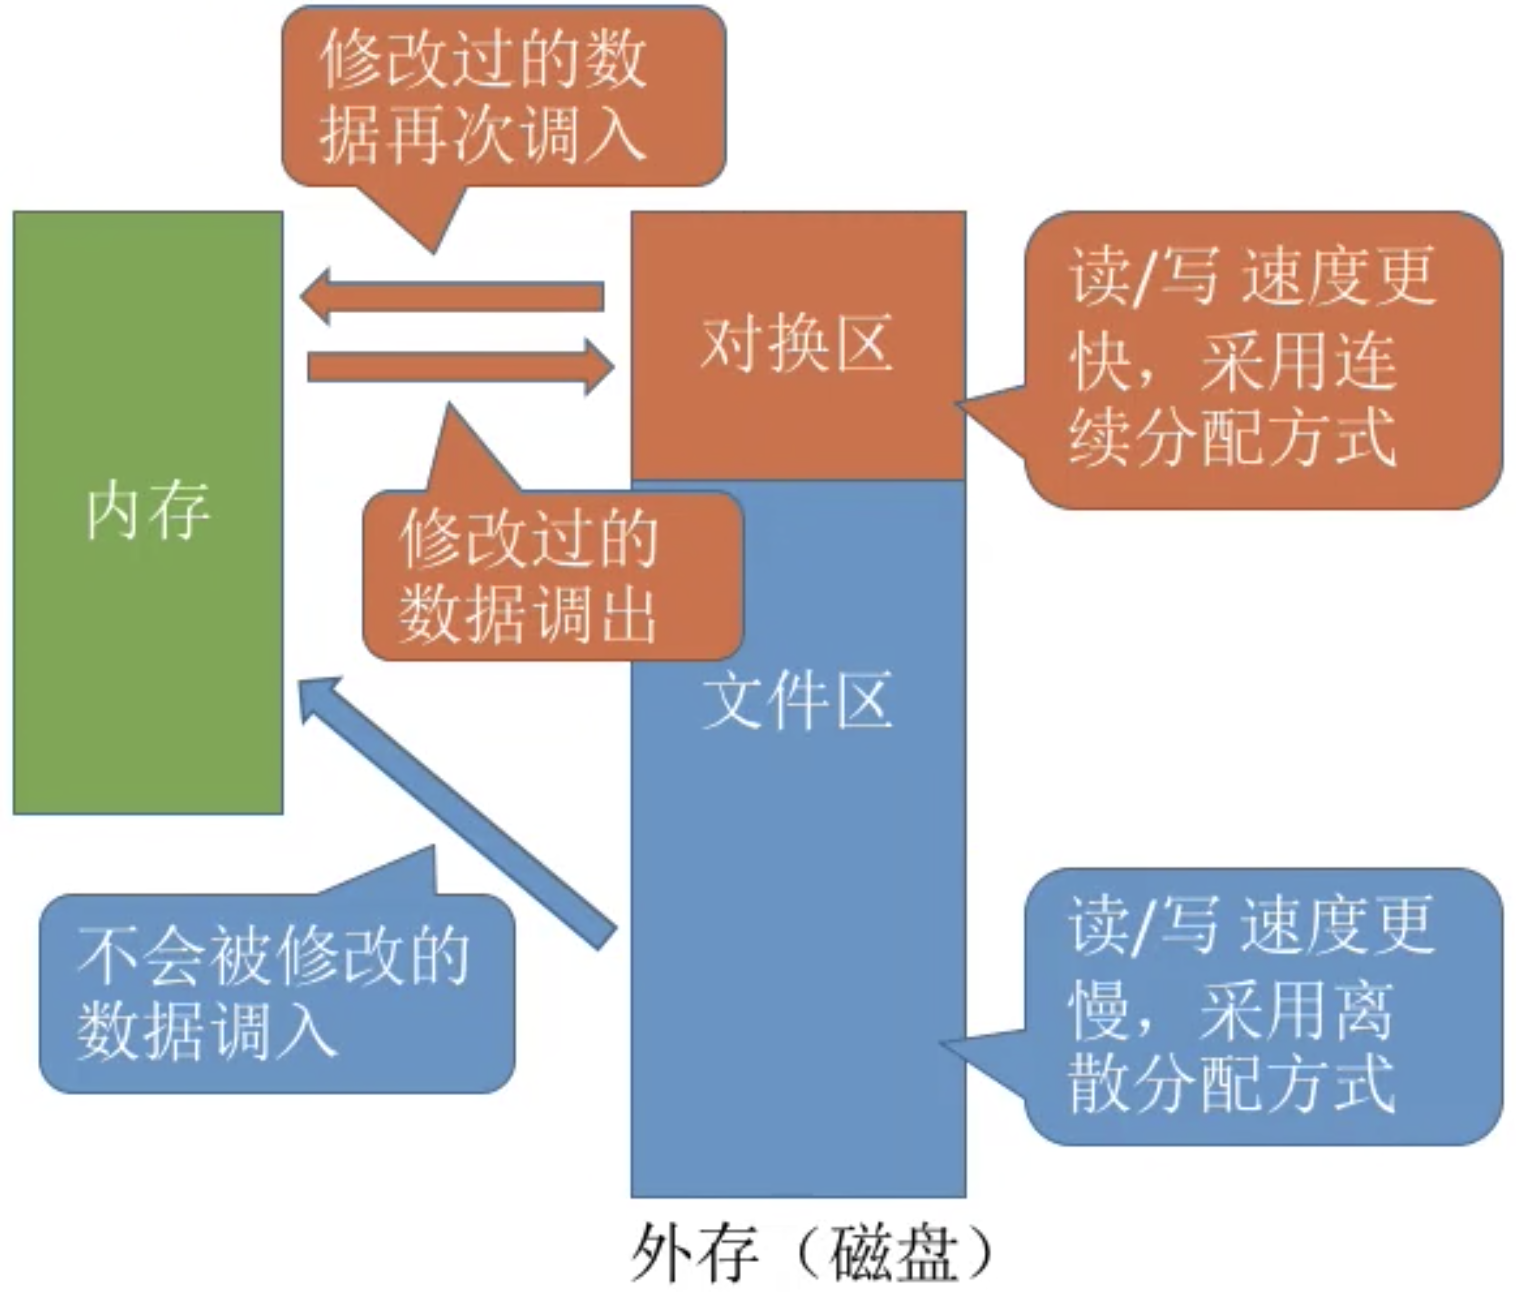 修改过的数
据再次调入
读/写 速度更
快，采用连
续分配方式
对换区
内存
修改过的
数据调出
文件区
不会被修改的
数据调入
读/写 速度更
慢，采用离
散分配方式
外存（磁盘）